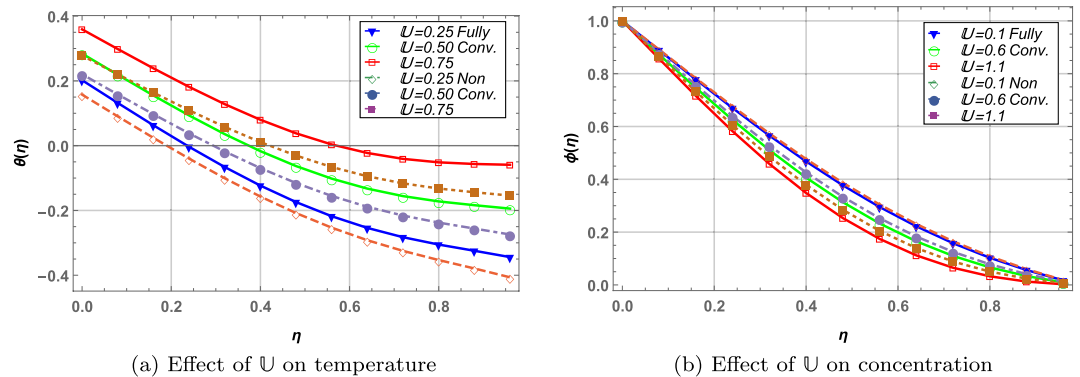 0.4
0.2
0.0
−0.2
−0.4
θ(η)
0.0
0.2
0.4
0.6
0.8
η
𝕌=0.25 Fully
𝕌=0.50 Conv.
𝕌=0.75
𝕌=0.25 Non
𝕌=0.50 Conv.
𝕌=0.75
(a) Effect of 𝕌 on temperature
1.0
0.8
0.6
0.4
0.2
0.0
ϕ(η)
0.0
0.2
0.4
0.6
0.8
η
𝕌=0.1 Fully
𝕌=0.6 Conv.
𝕌=1.1
𝕌=0.1 Non
𝕌=0.6 Conv.
𝕌=1.1
(b) Effect of 𝕌 on concentration